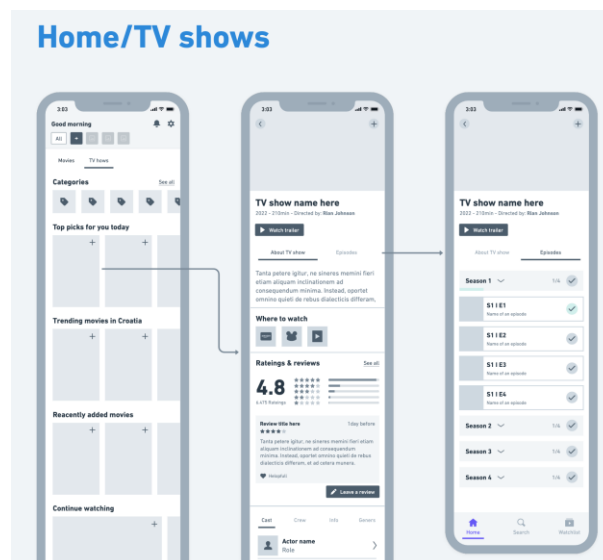 Home/TV shows
3:03
Good morning
All
Movies TV hows
Categories See all
Top picks for you today
Trending movies in Croatia
Reacently added movies
Continue watching
3:03
TV show name here
2022 - 210min - Directed by: Rian Johnson
Watch trailer
About TV show Episodes
Tanta petere igitur, ne sineres memini fieri
etiam aliquam inclinationem ad
consequendum minima. Instead, oportet
omnino quieti de rebus dialecticis differam,
Where to watch
Rateings & reviews See all
4.8
Rateings
Review title here 1day before
Tanta petere igitur, ne sineres memini fieri etiam
aliquam inclinationem ad consequendum
minima. Instead, oportet omnino quieti de rebus
dialectica differam, et ad cetera munera.
Leave a review
Cast Crew Info Genere
Actor name
Role
3:03
TV show name here
2022 - 210min - Directed by: Rian Johnson
Watch trailer
About TV show Episodes
Season 1 1/4
S1 I E1
Name of an episode
S1 I E2
Name of an episode
S1 I E3
Name of an episode
S1 I E4
Name of an episode
Season 2 1/4
Season 3 1/4
Season 4 1/4
Home Search Watchlist